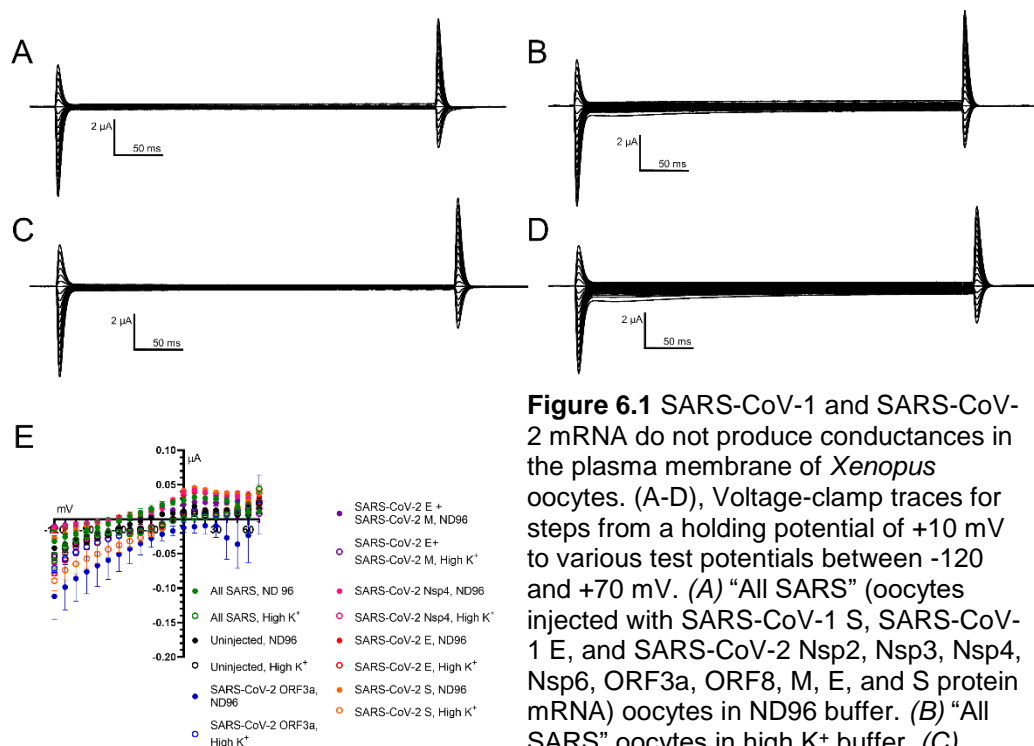 A
2 µA
50 ms
B
2 µA
50 ms
C
2 µA
50 ms
D
2 µA
50 ms
E
0.10
µA
0.05
mV
0.00
-120
30
60
-0.05
-0.10
-0.15
-0.20
All SARS, ND 96
All SARS, High K⁺
Uninjected, ND96
Uninjected, High K⁺
SARS-CoV-2 ORF3a,
ND96
SARS-CoV-2 ORF3a,
High K⁺
SARS-CoV-2 E +
SARS-CoV-2 M, ND96
SARS-CoV-2 E+
SARS-CoV-2 M, High K⁺
SARS-CoV-2 Nsp4, ND96
SARS-CoV-2 Nsp4, High K⁺
SARS-CoV-2 E, ND96
SARS-CoV-2 E, High K⁺
SARS-CoV-2 S, ND96
SARS-CoV-2 S, High K⁺
Figure 6.1 SARS-CoV-1 and SARS-CoV-
2 mRNA do not produce conductances in
the plasma membrane of Xenopus
oocytes. (A-D), Voltage-clamp traces for
steps from a holding potential of +10 mV
to various test potentials between -120
and +70 mV. (A) “All SARS” (oocytes
injected with SARS-CoV-1 S, SARS-CoV-
1 E, and SARS-CoV-2 Nsp2, Nsp3, Nsp4,
Nsp6, ORF3a, ORF8, M, E, and S protein
mRNA) oocytes in ND96 buffer. (B) “All
SARS” oocytes in high K⁺ buffer. (C)